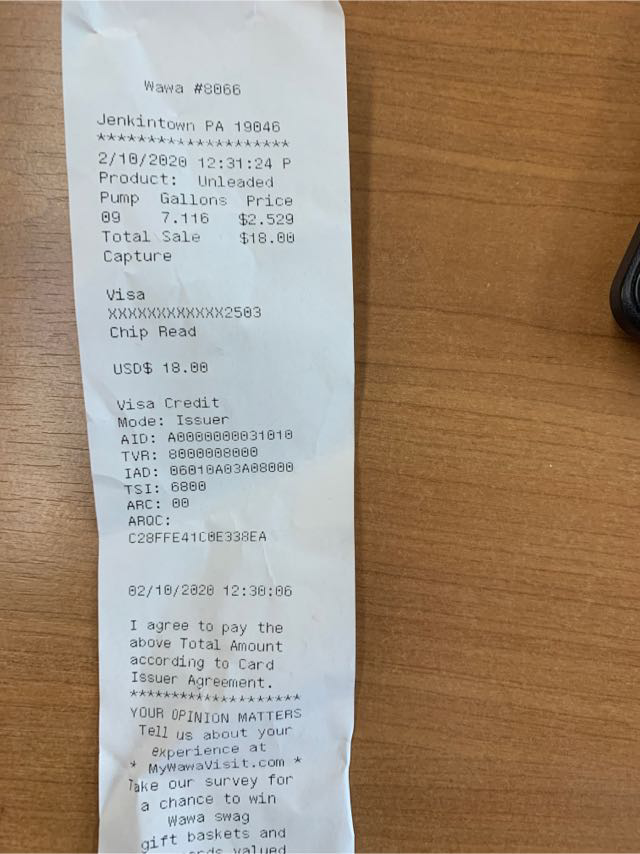 Wawa #8066
Jenkintown PA 19046
********************
2/10/2020 12:31:24 P
Product: Unleaded
Pump Gallons Price
09 7.116 $2.529
Total Sale $18.00
Capture
Visa
XXXXXXXXXXXX2503
Chip Read
USD$ 18.00
Visa Credit
Mode: Issuer
AID: A0000000031010
TVR: 8000008000
IAD: 06010A03A08000
TSI: 6800
ARC: 00
ARQC:
C28FFE41C0E338EA
02/10/2020 12:30:06
I agree to pay the
above Total Amount
according to Card
Issuer Agreement.
********************
YOUR OPINION MATTERS
Tell us about your
experience at
* MyWawaVisit.com *
Take our survey for
a chance to win
Wawa swag
gift baskets and
valued